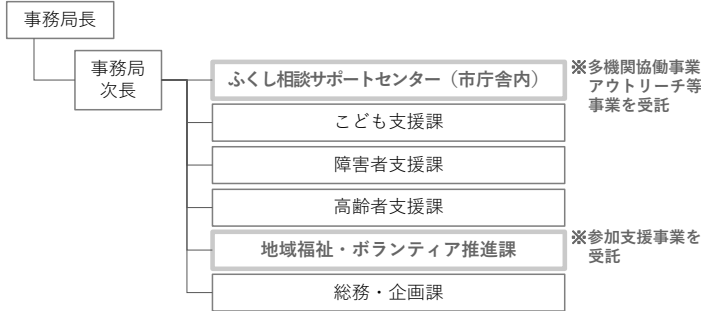 事務局長
事務局
次長
ふくし相談サポートセンター（市庁舎内）
※多機関協働事業
アウトリーチ等
事業を受託
こども支援課
障害者支援課
高齢者支援課
地域福祉・ボランティア推進課
※参加支援事業を
受託
総務・企画課